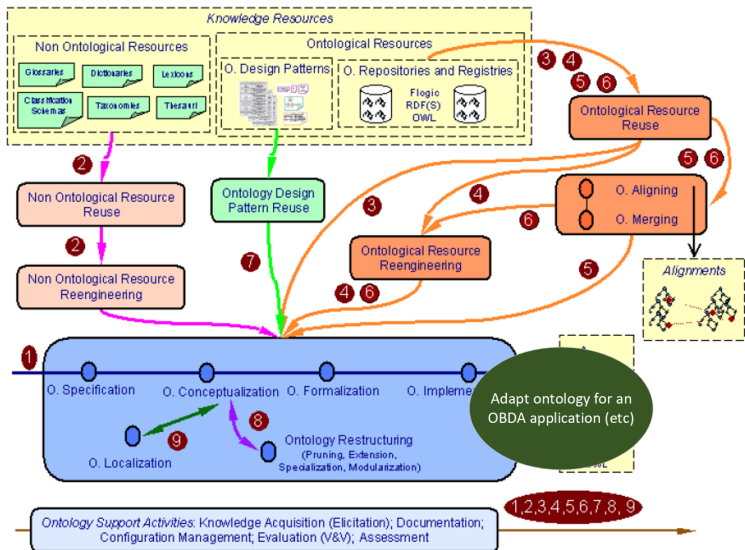 Knowledge Resources
Non Ontological Resources
Glossaries
Dictionaries
Lexicons
Classification
Schemas
Taxonomies
Thesauri
Ontological Resources
O. Design Patterns
O. Repositories and Registries
Flogic
RDF(S)
OWL
3 4
5 6
Ontological Resource
Reuse
2
Non Ontological Resource
Reuse
2
Non Ontological Resource
Reengineering
Ontology Design
Pattern Reuse
7
3
4
5 6
O. Aligning
O. Merging
6
Ontological Resource
Reengineering
4 6
5
Alignments
1
O. Specification
O. Conceptualization
O. Formalization
O. Impleme
8
9
O. Localization
Ontology Restructuring
(Pruning, Extension,
Specialization, Modularization)
Adapt ontology for an
OBDA application (etc)
1,2,3,4,5,6,7,8, 9
Ontology Support Activities: Knowledge Acquisition (Elicitation); Documentation;
Configuration Management; Evaluation (V&V); Assessment